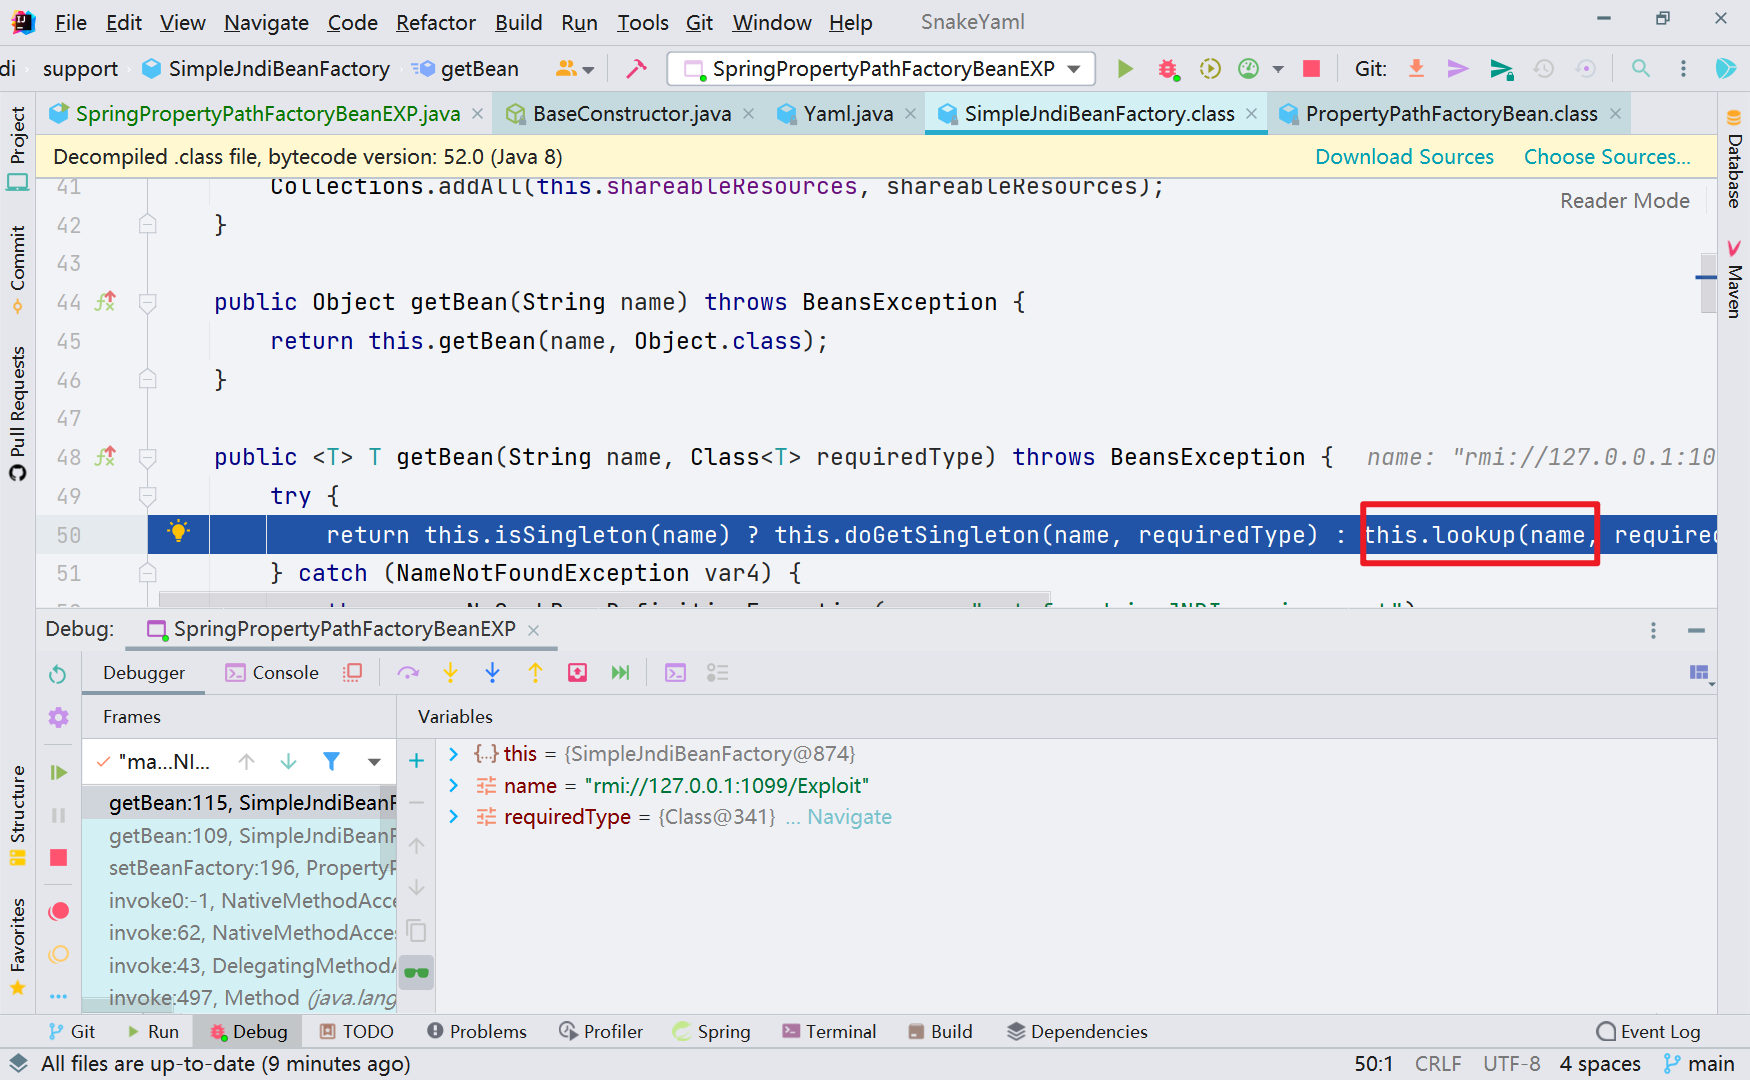 File Edit View Navigate Code Refactor Build Run Tools Git Window Help SnakeYaml
di support SimpleJndiBeanFactory getBean SpringPropertyPathFactoryBeanEXP Git:
SpringPropertyPathFactoryBeanEXP.java BaseConstructor.java Yaml.java SimpleJndiBeanFactory.class PropertyPathFactoryBean.class
Decompiled .class file, bytecode version: 52.0 (Java 8) Download Sources Choose Sources...
Reader Mode
41 Collections.addAll(this.shareableResources, shareableResources);
42 }
43
44 public Object getBean(String name) throws BeansException {
45 return this.getBean(name, Object.class);
46 }
47
48 public <T> T getBean(String name, Class<T> requiredType) throws BeansException { name: "rmi://127.0.0.1:10
49 try {
50 return this.isSingleton(name) ? this.doGetSingleton(name, requiredType) : this.lookup(name, required
51 } catch (NameNotFoundException var4) {
Project
Commit
Pull Requests
Structure
Favorites
Database
Maven
Debug: SpringPropertyPathFactoryBeanEXP
Debugger Console
Frames Variables
"ma...NI...
getBean:115, SimpleJndiBeanF
getBean:109, SimpleJndiBeanF
setBeanFactory:196, PropertyP
invoke0:-1, NativeMethodAcce
invoke:62, NativeMethodAcces
invoke:43, DelegatingMethodA
invoke:497, Method (java.lang
this = {SimpleJndiBeanFactory@874}
name = "rmi://127.0.0.1:1099/Exploit"
requiredType = {Class@341} ... Navigate
Git Run Debug TODO Problems Profiler Spring Terminal Build Dependencies Event Log
All files are up-to-date (9 minutes ago) 50:1 CRLF UTF-8 4 spaces main